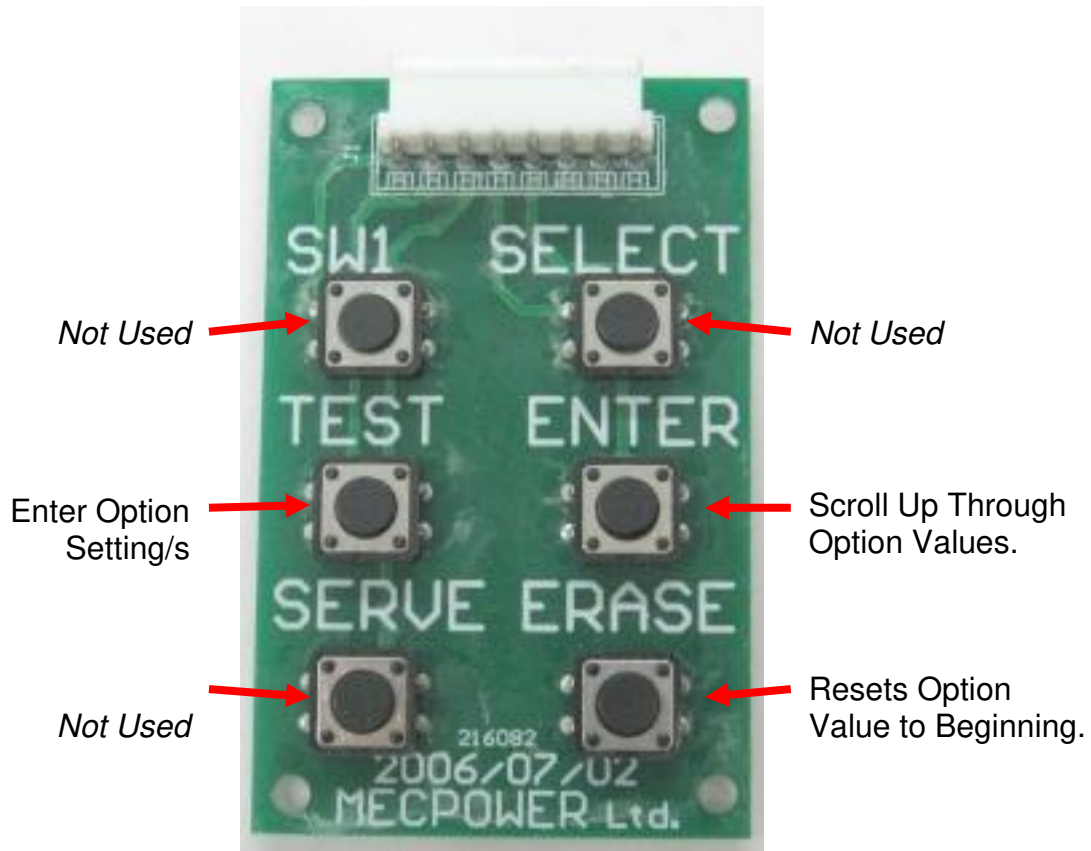 J1
SW1 SELECT
Not Used
Not Used
TEST ENTER
Enter Option
Setting/s
Scroll Up Through
Option Values.
SERVE ERASE
Not Used
Resets Option
Value to Beginning.
216082
2006/07/02
MECPOWER Ltd.